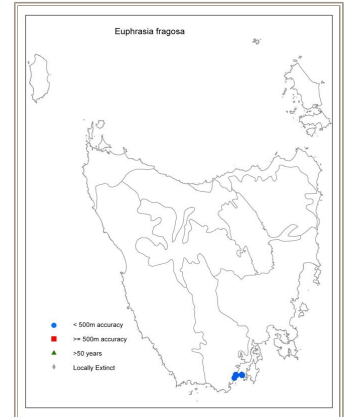 Euphrasia fragosa
< 500m accuracy
>= 500m accuracy
>50 years
Locally Extinct